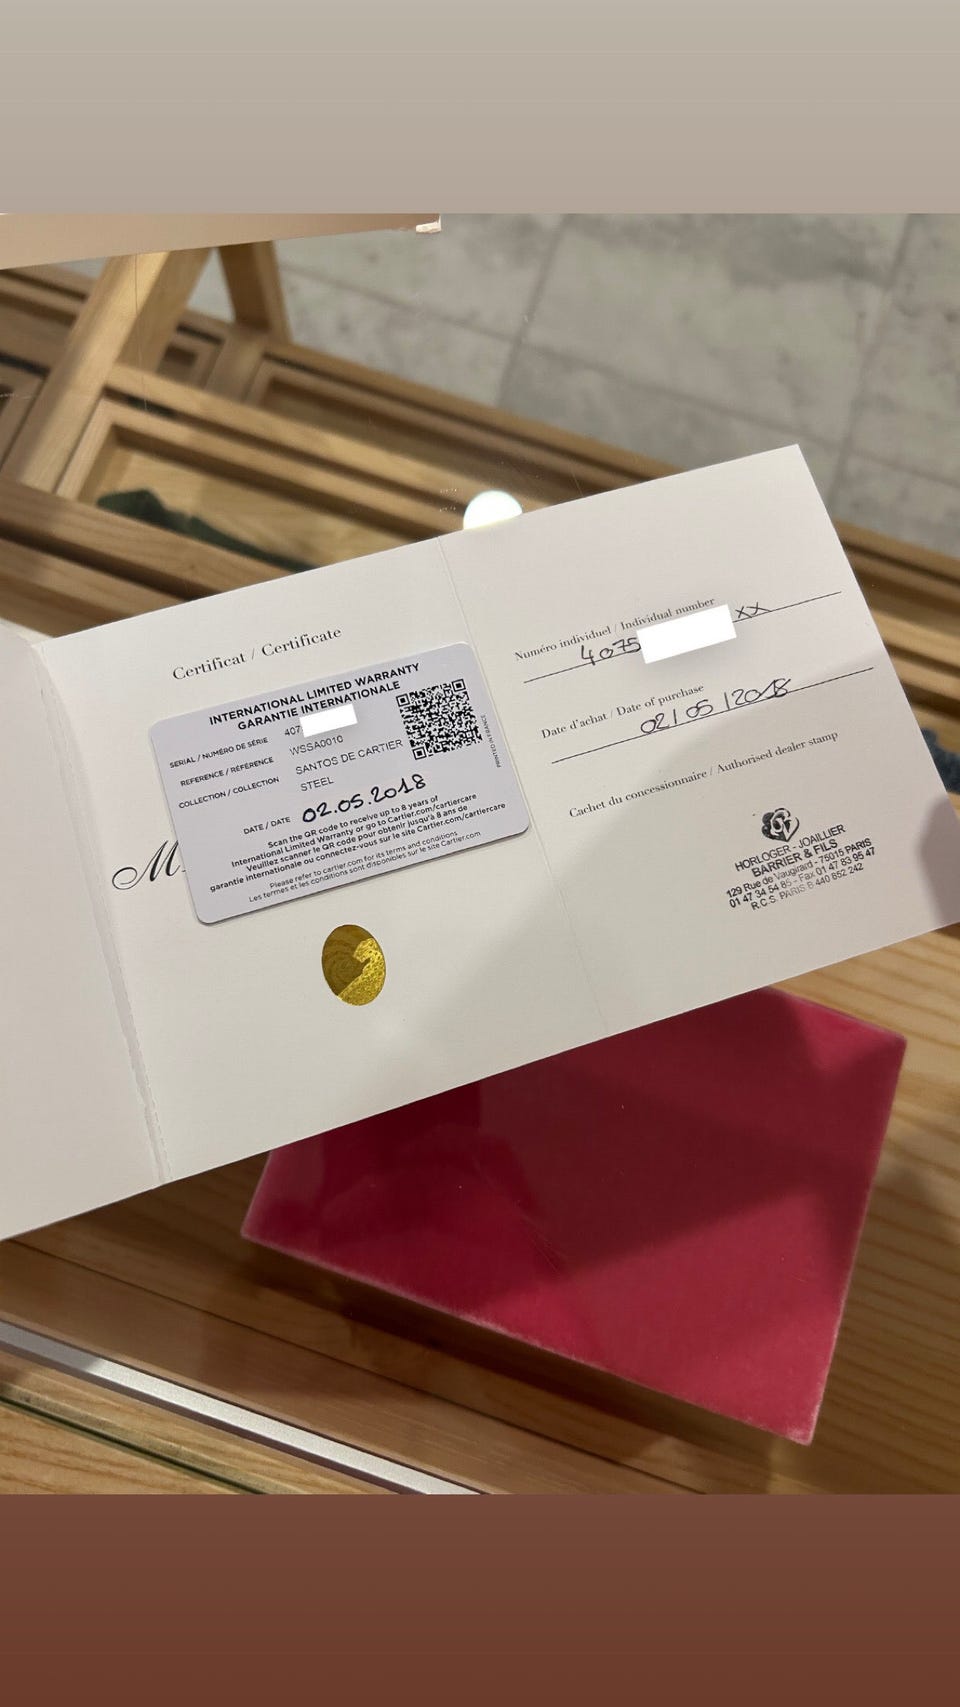 Certificat / Certificate
INTERNATIONAL LIMITED WARRANTY
GARANTIE INTERNATIONALE
SERIAL / NUMÉRO DE SÉRIE 407
REFERENCE / RÉFÉRENCE WSSA0010
COLLECTION / COLLECTION SANTOS DE CARTIER
STEEL
DATE / DATE 02.05.2018
Scan the QR code to receive up to 8 years of
International Limited Warranty or go to Cartier.com/cartiercare
Veuillez scanner le QR code pour obtenir jusqu'à 8 ans de
garantie internationale ou connectez-vous sur le site Cartier.com/cartiercare
Please refer to cartier.com for its terms and conditions
Les termes et les conditions sont disponibles sur le site Cartier.com
PRINTED IN FRANCE
M
Numéro individuel / Individual number
4075 xx
Date d'achat / Date of purchase
02/05/2018
Cachet du concessionnaire / Authorised dealer stamp
HORLOGER - JOAILLIER
BARRIER & FILS
129 Rue de Vaugirard - 75015 PARIS
01 47 34 54 85 - Fax 01 47 83 95 47
R.C.S. PARIS B 440 852 242